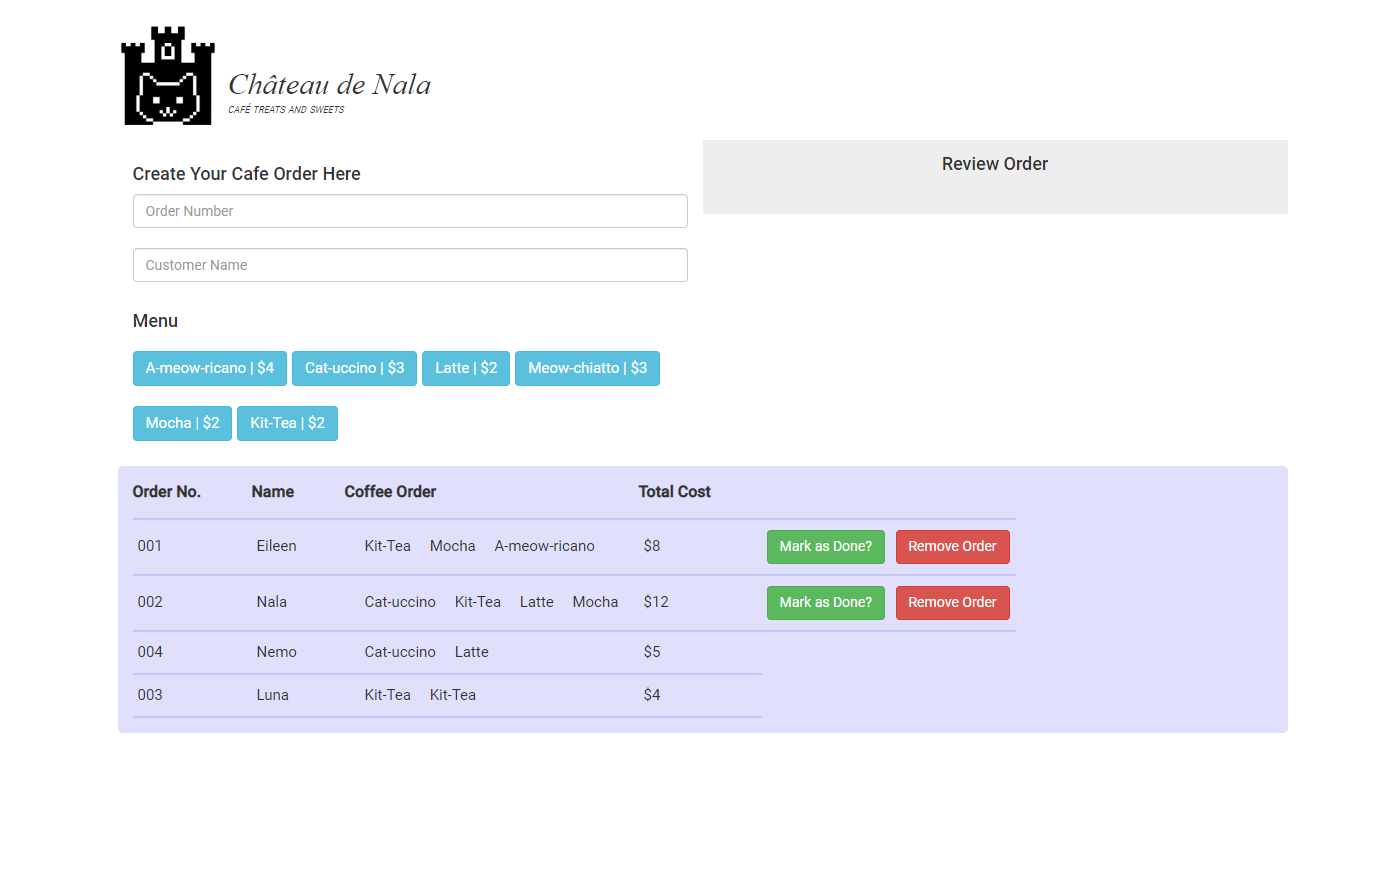 Château de Nala
CAFÉ TREATS AND SWEETS
Create Your Cafe Order Here
Order Number
Customer Name
Menu
A-meow-ricano | $4 Cat-uccino | $3 Latte | $2 Meow-chiatto | $3
Mocha | $2 Kit-Tea | $2
Review Order
Order No. Name Coffee Order Total Cost
001 Eileen Kit-Tea Mocha A-meow-ricano $8 Mark as Done? Remove Order
002 Nala Cat-uccino Kit-Tea Latte Mocha $12 Mark as Done? Remove Order
004 Nemo Cat-uccino Latte $5
003 Luna Kit-Tea Kit-Tea $4